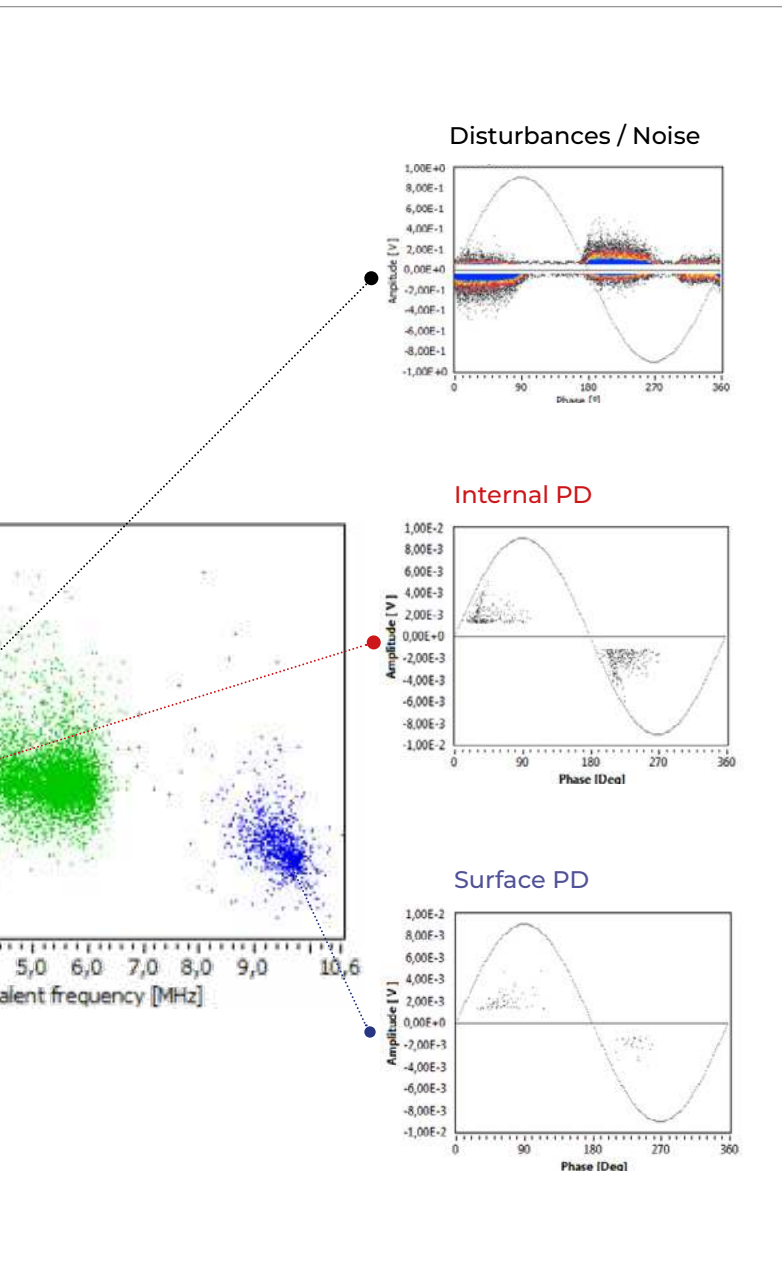 Disturbances / Noise
1,00E+0
8,00E-1
6,00E-1
4,00E-1
2,00E-1
0,00E+0
-2,00E-1
-4,00E-1
-6,00E-1
-8,00E-1
-1,00E+0
Amplitude [V]
0 90 180 270 360
Phase [°]
Internal PD
1,00E-2
8,00E-3
6,00E-3
4,00E-3
2,00E-3
0,00E+0
-2,00E-3
-4,00E-3
-6,00E-3
-8,00E-3
-1,00E-2
Amplitude [V]
0 90 180 270 360
Phase [Deg]
Surface PD
1,00E-2
8,00E-3
6,00E-3
4,00E-3
2,00E-3
0,00E+0
-2,00E-3
-4,00E-3
-6,00E-3
-8,00E-3
-1,00E-2
Amplitude [V]
0 90 180 270 360
Phase [Deg]
5,0 6,0 7,0 8,0 9,0 10,6
alent frequency [MHz]